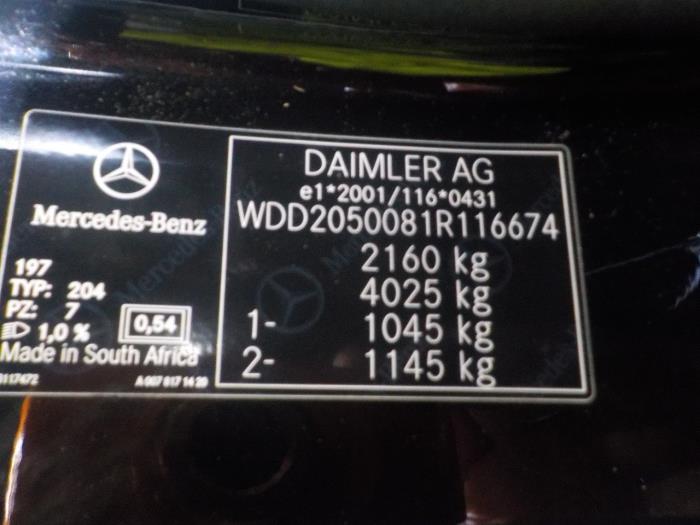 Mercedes-Benz
197
TYP: 204
PZ: 7
1,0 %
0,54
Made in South Africa
A 007 817 14 20
DAIMLER AG
e1*2001/116*0431
WDD2050081R116674
2160 kg
4025 kg
1- 1045 kg
2- 1145 kg